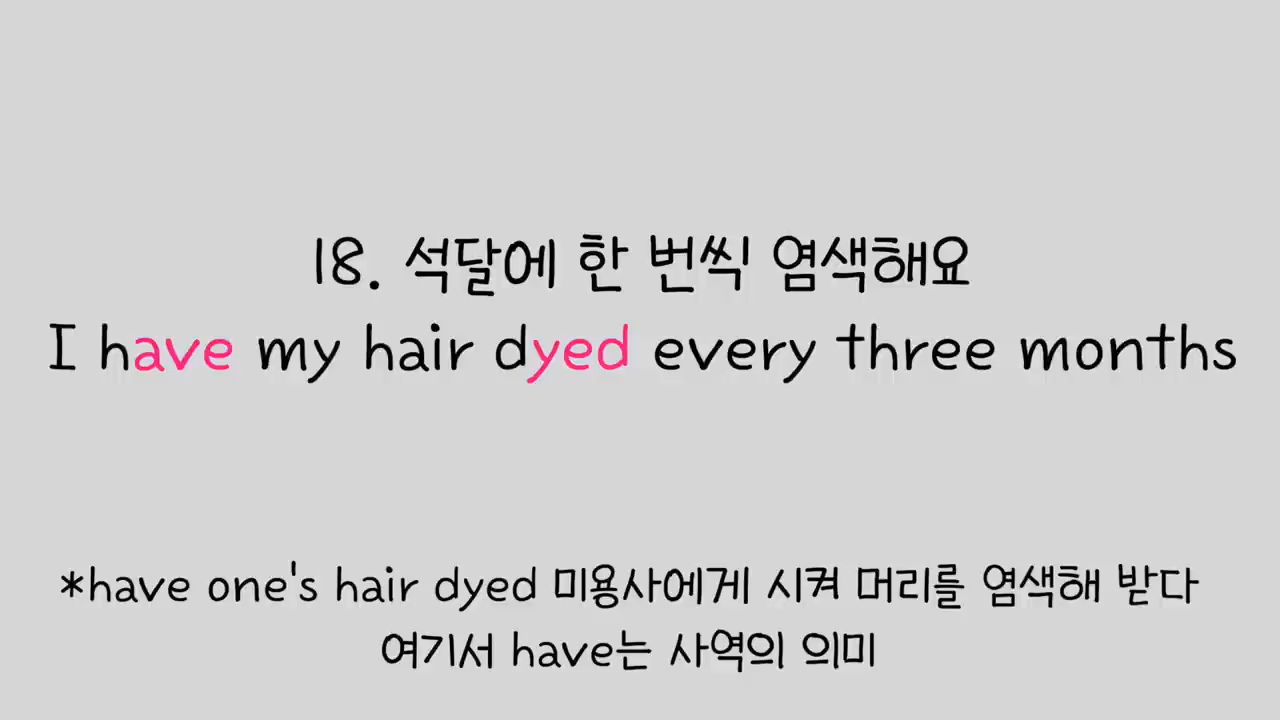 18. 석달에 한 번씩 염색해요
I have my hair dyed every three months
*have one's hair dyed 미용사에게 시켜 머리를 염색해 받다
여기서 have는 사역의 의미